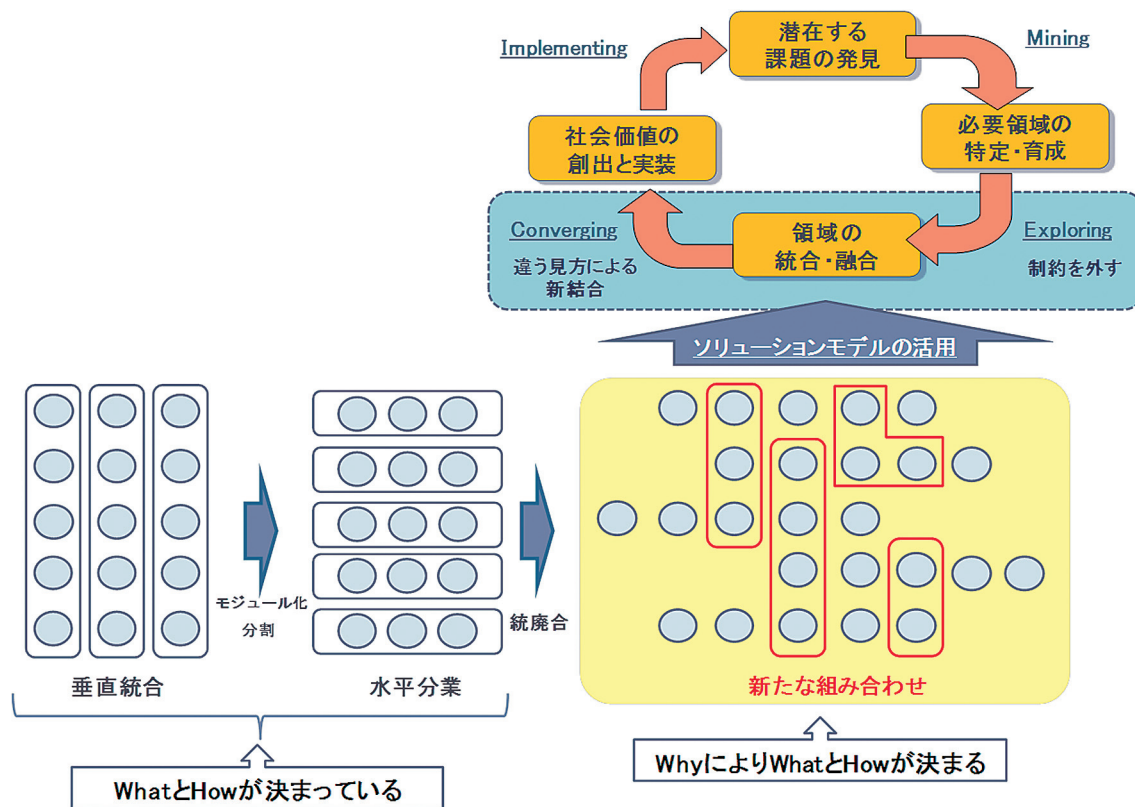 Implementing
潜在する
課題の発見
Mining
社会価値の
創出と実装
必要領域の
特定・育成
Converging
違う見方による
新結合
領域の
統合・融合
Exploring
制約を外す
ソリューションモデルの活用
モジュール化
分割
統廃合
垂直統合
水平分業
新たな組み合わせ
WhatとHowが決まっている
WhyによりWhatとHowが決まる